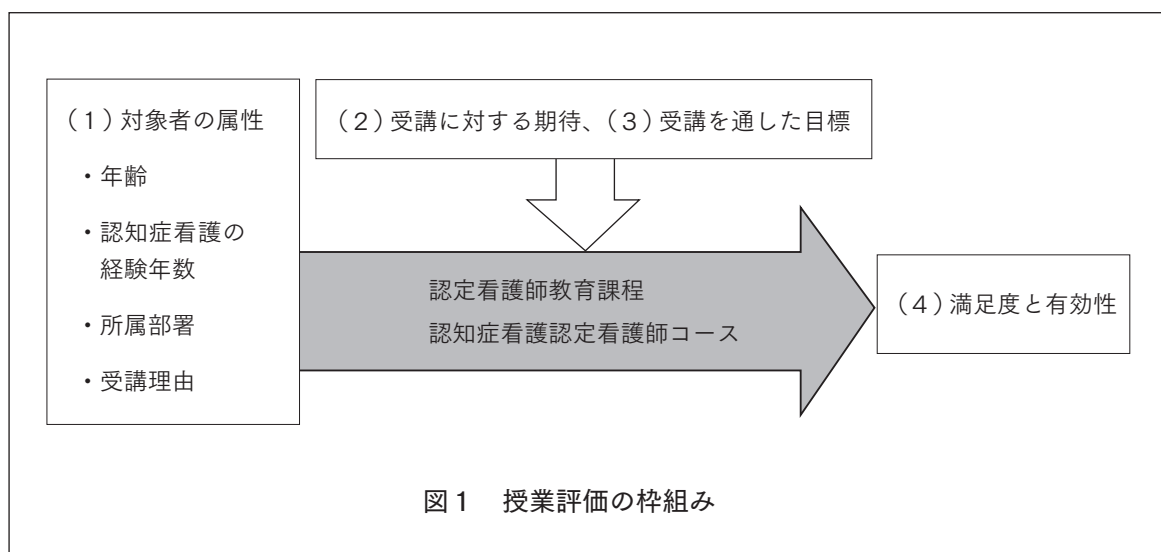 （１）対象者の属性
・年齢
・認知症看護の
経験年数
・所属部署
・受講理由
（２）受講に対する期待、（３）受講を通した目標
認定看護師教育課程
認知症看護認定看護師コース
（４）満足度と有効性
図１　授業評価の枠組み